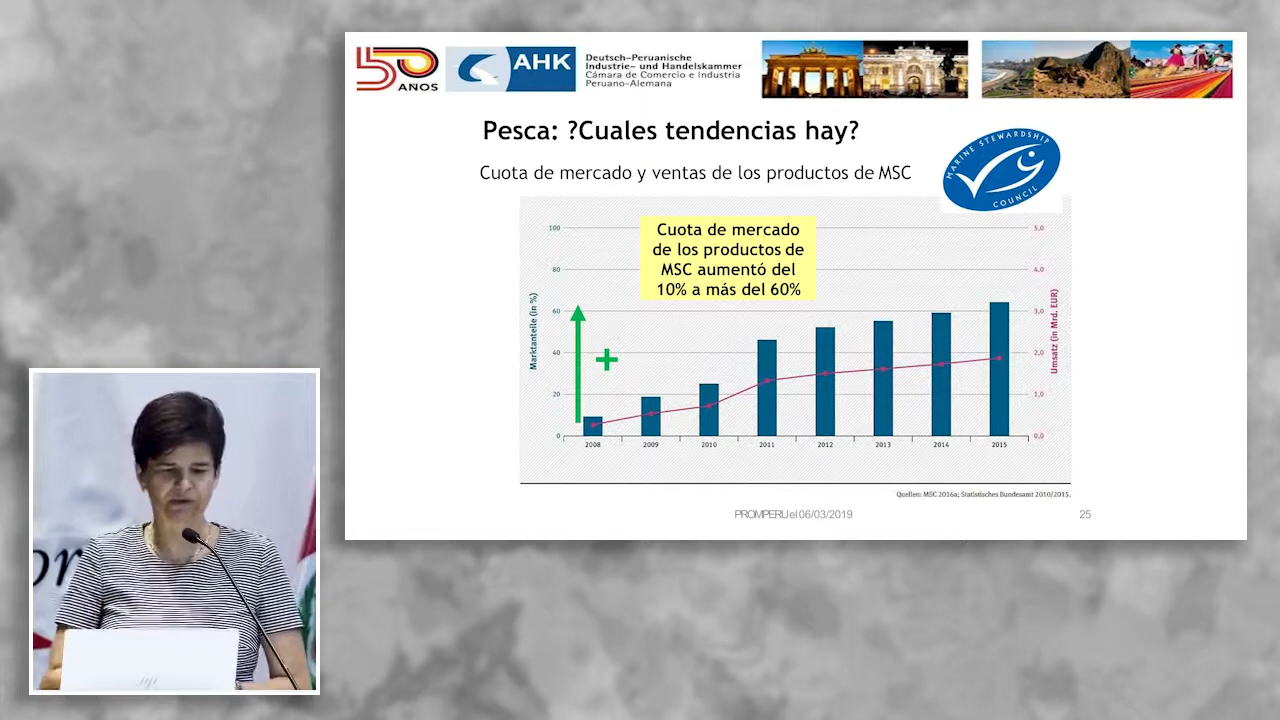 50
AÑOS
AHK
Deutsch-Peruanische
Industrie- und Handelskammer
Cámara de Comercio e Industria
Peruano-Alemana
Pesca: ?Cuales tendencias hay?
MARINE STEWARDSHIP
COUNCIL
Cuota de mercado y ventas de los productos de MSC
Cuota de mercado
de los productos de
MSC aumentó del
10% a más del 60%
Marktanteile (in %)
100
80
60
40
20
0
+
5,0
4,0
3,0
2,0
1,0
0,0
Umsatz (in Mrd. EUR)
2008 2009 2010 2011 2012 2013 2014 2015
Quellen: MSC 2016a; Statistisches Bundesamt 2010/2015.
PROMPERU el 06/03/2019
25
or